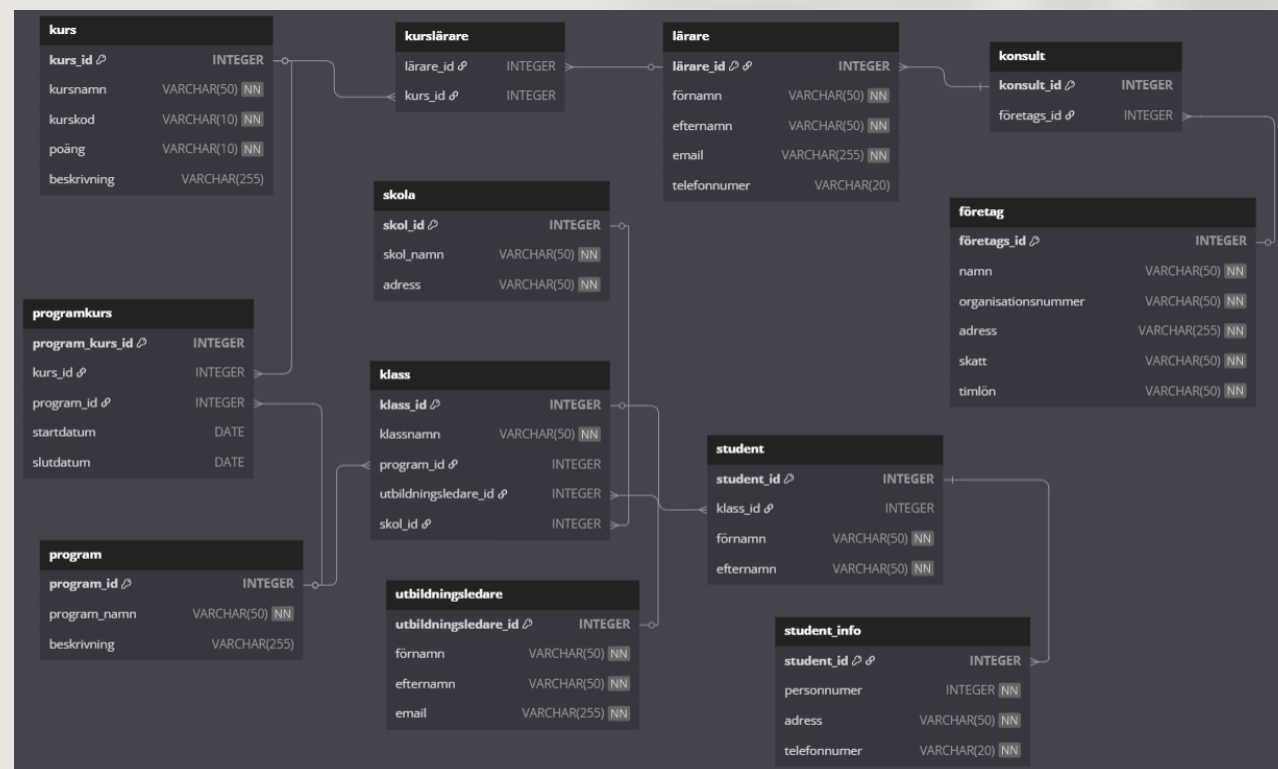 kurs
kurs_id INTEGER
kursnamn VARCHAR(50) NN
kurskod VARCHAR(10) NN
poäng VARCHAR(10) NN
beskrivning VARCHAR(255)
kurslärare
lärare_id INTEGER
kurs_id INTEGER
lärare
lärare_id INTEGER
förnamn VARCHAR(50) NN
efternamn VARCHAR(50) NN
email VARCHAR(255) NN
telefonnumer VARCHAR(20)
konsult
konsult_id INTEGER
företags_id INTEGER
skola
skol_id INTEGER
skol_namn VARCHAR(50) NN
adress VARCHAR(50) NN
företag
företags_id INTEGER
namn VARCHAR(50) NN
organisationsnummer VARCHAR(50) NN
adress VARCHAR(255) NN
skatt VARCHAR(50) NN
timlön VARCHAR(50) NN
programkurs
program_kurs_id INTEGER
kurs_id INTEGER
program_id INTEGER
startdatum DATE
slutdatum DATE
klass
klass_id INTEGER
klassnamn VARCHAR(50) NN
program_id INTEGER
utbildningsledare_id INTEGER
skol_id INTEGER
student
student_id INTEGER
klass_id INTEGER
förnamn VARCHAR(50) NN
efternamn VARCHAR(50) NN
program
program_id INTEGER
program_namn VARCHAR(50) NN
beskrivning VARCHAR(255)
utbildningsledare
utbildningsledare_id INTEGER
förnamn VARCHAR(50) NN
efternamn VARCHAR(50) NN
email VARCHAR(255) NN
student_info
student_id INTEGER
personnumer INTEGER NN
adress VARCHAR(50) NN
telefonnumer VARCHAR(20) NN